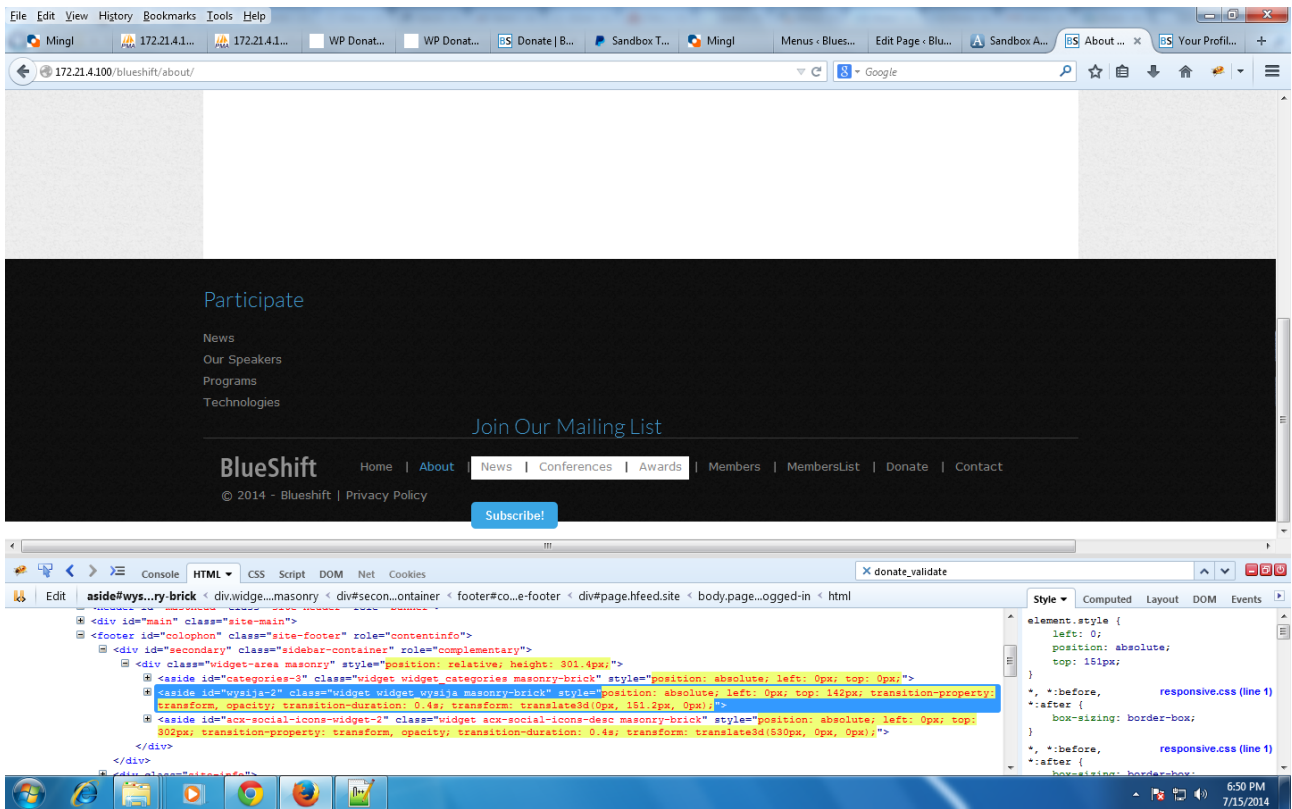 File Edit View History Bookmarks Tools Help
Mingl 172.21.4.1... 172.21.4.1... WP Donat... WP Donat... BS Donate | B... Sandbox T... Mingl Menus ‹ Blues... Edit Page ‹ Blu... Sandbox A... BS About ... × BS Your Profil... +
172.21.4.100/blueshift/about/ Google
Participate
News
Our Speakers
Programs
Technologies
Join Our Mailing List
BlueShift Home | About | News | Conferences | Awards | Members | MembersList | Donate | Contact
© 2014 - Blueshift | Privacy Policy
Subscribe!
Console HTML CSS Script DOM Net Cookies donate_validate
Edit aside#wys...ry-brick < div.widge....masonry < div#secon...ontainer < footer#co...e-footer < div#page.hfeed.site < body.page...ogged-in < html
Style Computed Layout DOM Events
<div id="main" class="site-main">
<footer id="colophon" class="site-footer" role="contentinfo">
<div id="secondary" class="sidebar-container" role="complementary">
<div class="widget-area masonry" style="position: relative; height: 301.4px;">
<aside id="categories-3" class="widget widget_categories masonry-brick" style="position: absolute; left: 0px; top: 0px;">
<aside id="wysija-2" class="widget widget_wysija masonry-brick" style="position: absolute; left: 0px; top: 142px; transition-property:
transform, opacity; transition-duration: 0.4s; transform: translate3d(0px, 151.2px, 0px);">
<aside id="acx-social-icons-widget-2" class="widget acx-social-icons-desc masonry-brick" style="position: absolute; left: 0px; top:
302px; transition-property: transform, opacity; transition-duration: 0.4s; transform: translate3d(530px, 0px, 0px);">
</div>
</div>
element.style {
left: 0;
position: absolute;
top: 151px;
}
*, *:before, responsive.css (line 1)
*:after {
box-sizing: border-box;
}
*, *:before, responsive.css (line 1)
*:after {
box-sizing: border-box;
6:50 PM
7/15/2014